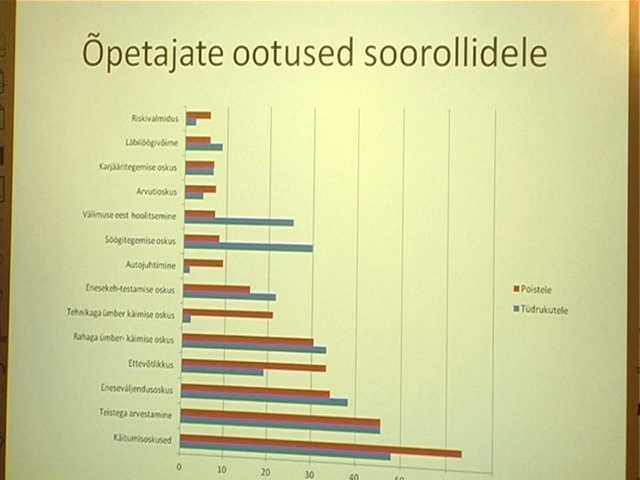 Õpetajate ootused soorollidele
Riskivalmidus
Läbilöögivõime
Karjääritegemise oskus
Arvutioskus
Välimuse eest hoolitsemine
Söögitegemise oskus
Autojuhtimine
Enesekeh-testamise oskus
Tehnikaga ümber käimise oskus
Rahaga ümber- käimise oskus
Ettevõtlikkus
Eneseväljendusoskus
Teistega arvestamine
Käitumisoskused
0 10 20 30 40 50
Poistele
Tüdrukutele